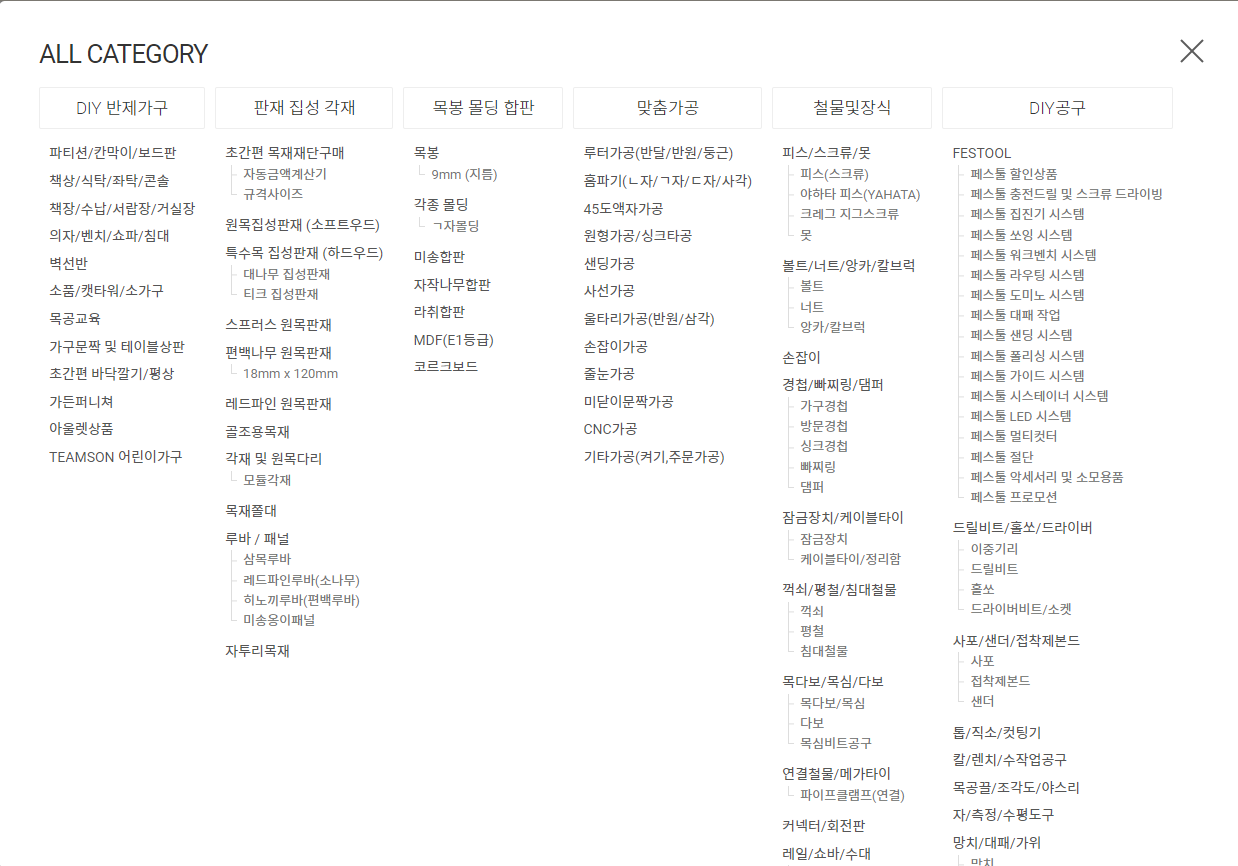 ALL CATEGORY
DIY 반제가구
파티션/칸막이/보드판
책상/식탁/좌탁/콘솔
책장/수납/서랍장/거실장
의자/벤치/쇼파/침대
벽선반
소품/캣타워/소가구
목공교육
가구문짝 및 테이블상판
초간편 바닥깔기/평상
가든퍼니쳐
아울렛상품
TEAMSON 어린이가구
판재 집성 각재
초간편 목재재단구매
자동금액계산기
규격사이즈
원목집성판재 (소프트우드)
특수목 집성판재 (하드우드)
대나무 집성판재
티크 집성판재
스프러스 원목판재
편백나무 원목판재
18mm x 120mm
레드파인 원목판재
골조용목재
각재 및 원목다리
모듈각재
목재쫄대
루바 / 패널
삼목루바
레드파인루바(소나무)
히노끼루바(편백루바)
미송옹이패널
자투리목재
목봉 몰딩 합판
목봉
9mm (지름)
각종 몰딩
ㄱ자몰딩
미송합판
자작나무합판
라취합판
MDF(E1등급)
코르크보드
맞춤가공
루터가공(반달/반원/둥근)
홈파기(ㄴ자/ㄱ자/ㄷ자/사각)
45도액자가공
원형가공/싱크타공
샌딩가공
사선가공
울타리가공(반원/삼각)
손잡이가공
줄눈가공
미닫이문짝가공
CNC가공
기타가공(켜기,주문가공)
철물및장식
피스/스크류/못
피스(스크류)
야하타 피스(YAHATA)
크레그 지그스크류
못
볼트/너트/앙카/칼브럭
볼트
너트
앙카/칼브럭
손잡이
경첩/빠찌링/댐퍼
가구경첩
방문경첩
싱크경첩
빠찌링
댐퍼
잠금장치/케이블타이
잠금장치
케이블타이/정리함
꺽쇠/평철/침대철물
꺽쇠
평철
침대철물
목다보/목심/다보
목다보/목심
다보
목심비트공구
연결철물/메가타이
파이프클램프(연결)
커넥터/회전판
레일/쇼바/수대
DIY공구
FESTOOL
페스툴 할인상품
페스툴 충전드릴 및 스크류 드라이빙
페스툴 집진기 시스템
페스툴 쏘잉 시스템
페스툴 워크벤치 시스템
페스툴 라우팅 시스템
페스툴 도미노 시스템
페스툴 대패 작업
페스툴 샌딩 시스템
페스툴 폴리싱 시스템
페스툴 가이드 시스템
페스툴 시스테이너 시스템
페스툴 LED 시스템
페스툴 멀티컷터
페스툴 절단
페스툴 악세서리 및 소모용품
페스툴 프로모션
드릴비트/홀쏘/드라이버
이중기리
드릴비트
홀쏘
드라이버비트/소켓
사포/샌더/접착제본드
사포
접착제본드
샌더
톱/직소/컷팅기
칼/렌치/수작업공구
목공끌/조각도/야스리
자/측정/수평도구
망치/대패/가위
망치